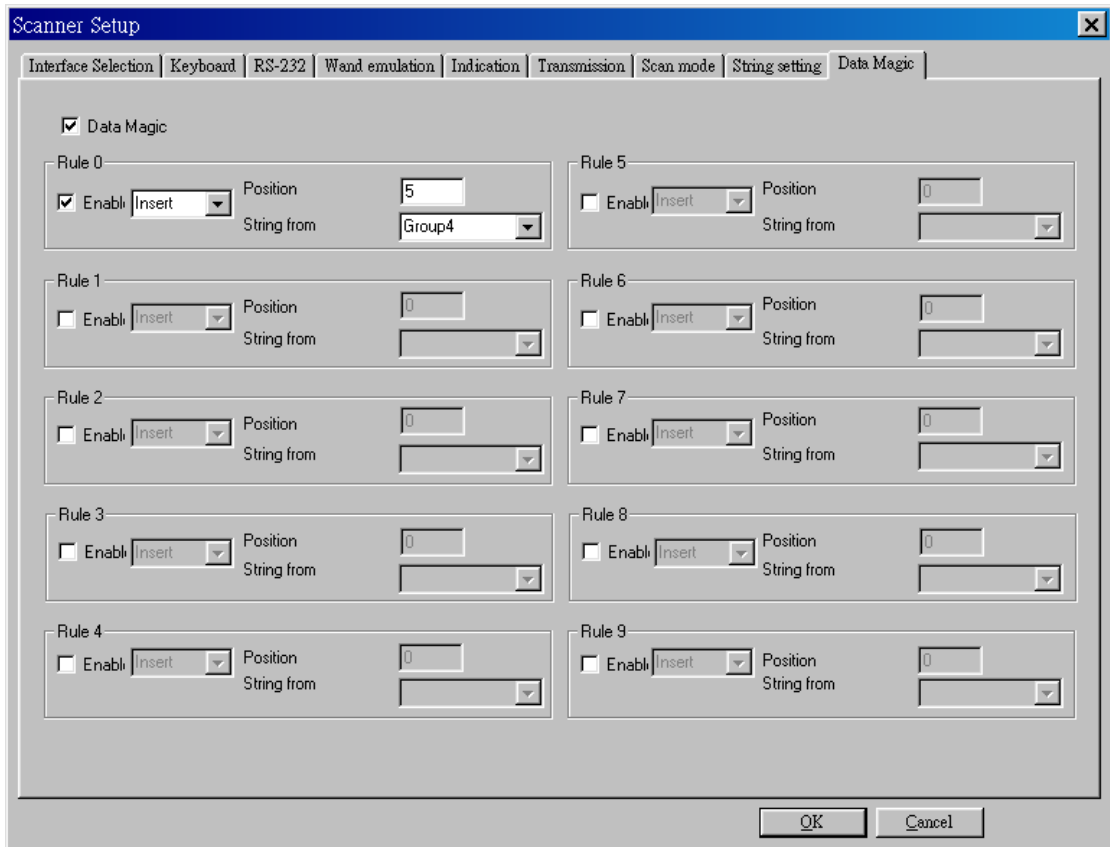 Scanner Setup
Interface Selection Keyboard RS-232 Wand emulation Indication Transmission Scan mode String setting Data Magic
Data Magic
Rule 0
Enabl Insert Position 5
String from Group4
Rule 1
Enabl Insert Position 0
String from
Rule 2
Enabl Insert Position 0
String from
Rule 3
Enabl Insert Position 0
String from
Rule 4
Enabl Insert Position 0
String from
Rule 5
Enabl Insert Position 0
String from
Rule 6
Enabl Insert Position 0
String from
Rule 7
Enabl Insert Position 0
String from
Rule 8
Enabl Insert Position 0
String from
Rule 9
Enabl Insert Position 0
String from
OK Cancel